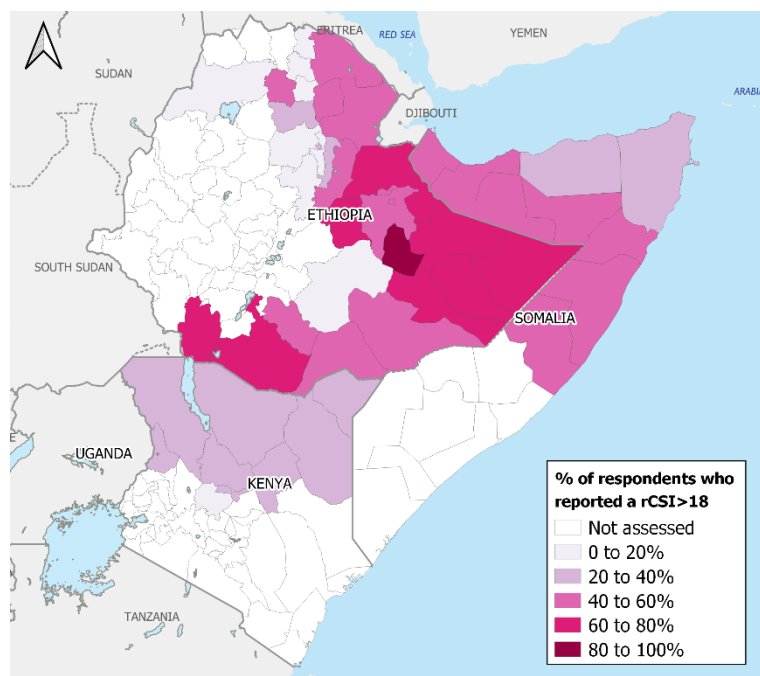 ERITREA
RED SEA
YEMEN
SUDAN
ARABIA
DJIBOUTI
ETHIOPIA
SOUTH SUDAN
SOMALIA
UGANDA
KENYA
TANZANIA
% of respondents who
reported a rCSI>18
Not assessed
0 to 20%
20 to 40%
40 to 60%
60 to 80%
80 to 100%